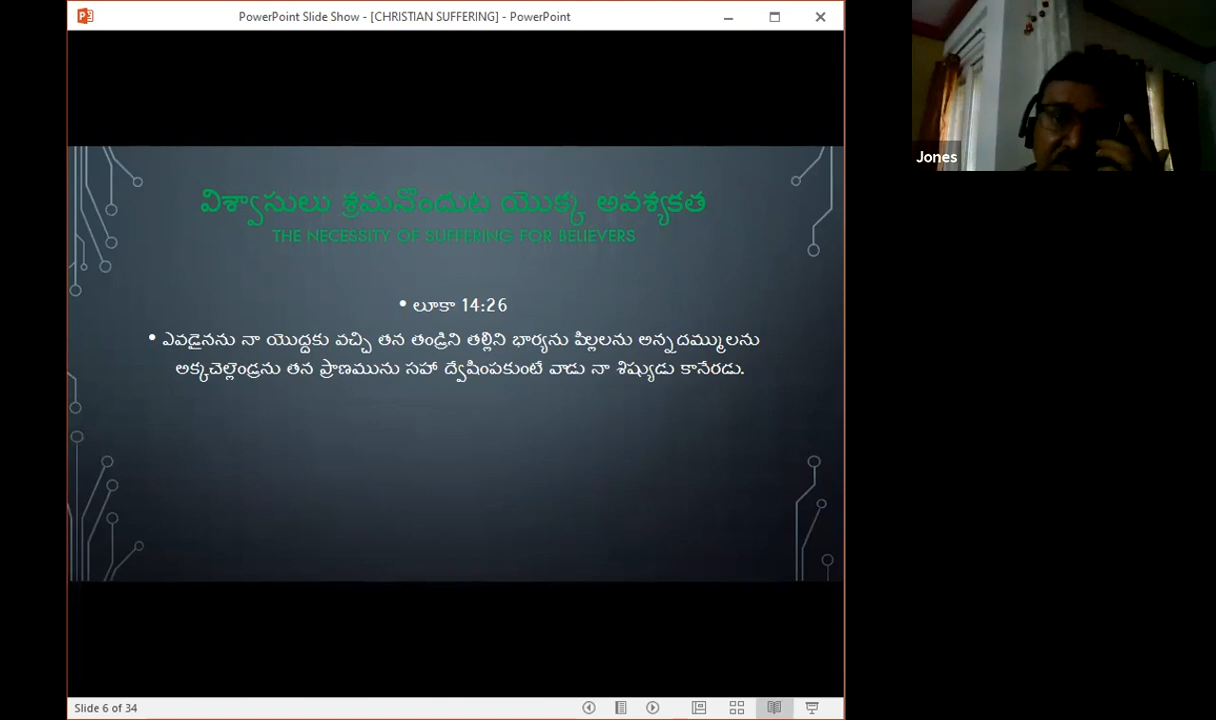 PowerPoint Slide Show - [CHRISTIAN SUFFERING] - PowerPoint
Jones
విశ్వాసులు శ్రమనొందుట యొక్క అవశ్యకత
THE NECESSITY OF SUFFERING FOR BELIEVERS
• లూకా 14:26
• ఎవడైనను నా యొద్దకు వచ్చి తన తండ్రిని తల్లిని భార్యను పిల్లలను అన్నదమ్ములను
అక్కచెల్లెండ్రను తన ప్రాణమును సహా ద్వేషింపకుంటే వాడు నా శిష్యుడు కానేరడు.
Slide 6 of 34